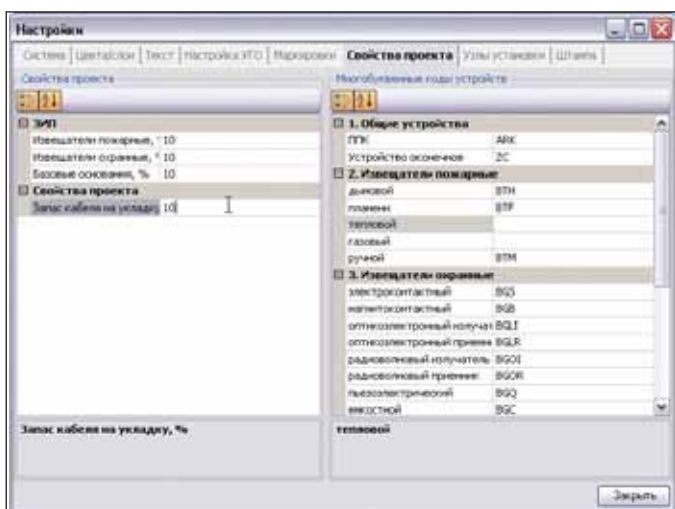 Настройки
Система Цвета/слои Текст Настройка УГО Маркировки Свойства проекта Узлы установки Штамп
Свойства проекта
ЗИП
Извещатели пожарные, 10
Извещатели охранные, 10
Базовые основания, % 10
Свойства проекта
Запас кабеля на укладку, 10
Многобуквенные коды устройств
1. Общие устройства
ППК ARK
Устройство оконечное ZC
2. Извещатели пожарные
дымовой BTH
пламени BTF
тепловой
газовый
ручной BTM
3. Извещатели охранные
электроконтактный BGS
магнитоконтактный BGB
оптикоэлектронный излучат BGLI
оптикоэлектронный приемни BGLR
радиоволновый излучатель BGOI
радиоволновый приемник BGOR
пьезоэлектрический BGQ
емкостной BGC
Запас кабеля на укладку, %
тепловой
Закрыть